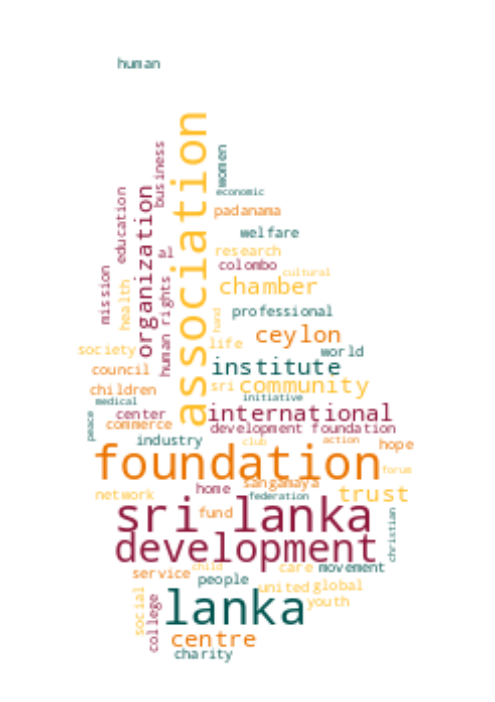 human
association
women
business
economic
education
organization
padanama
welfare
research
al
colombo
mission
cultural
chamber
health
human rights
professional
hand
ceylon
life
society
world
institute
council
sri
community
children
initiative
medical
international
center
peace
commerce
development foundation
industry
club
action
hope
foundation
forum
sangamaya
home
trust
network
federation
sri lanka
fund
christian
development
child
care
movement
service
people
united
global
social
lanka
youth
college
centre
charity